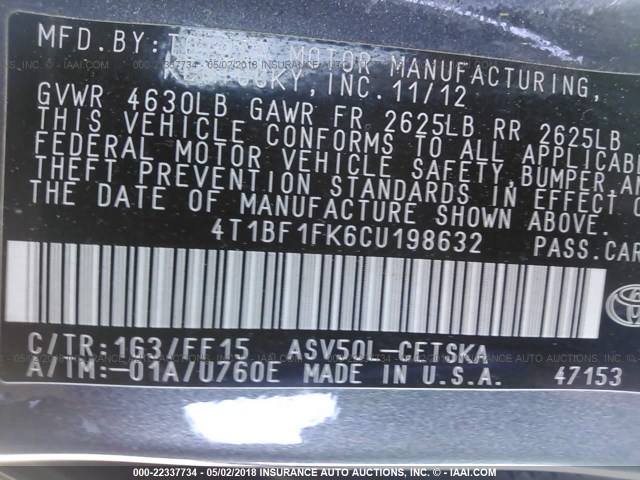 MFD.BY: MOTOR MANUFACTURING,
INC. 11/12
GVWR 4630LB GAWR FR 2625LB RR 2625LB
THIS VEHICLE CONFORMS TO ALL APPLICABLE
FEDERAL MOTOR VEHICLE SAFETY, BUMPER, AN
THEFT PREVENTION STANDARDS IN EFFECT O
THE DATE OF MANUFACTURE SHOWN ABOVE.
4T1BF1FK6CU198632 PASS.CAR
C/TR:163/FF15 ASV50L-CETSKA
A/TM:-01A/U760E MADE IN U.S.A. 47153
000-22337734 - 05/02/2018 - INSURANCE AUTO AUCTIONS, INC. - IAAI.COM